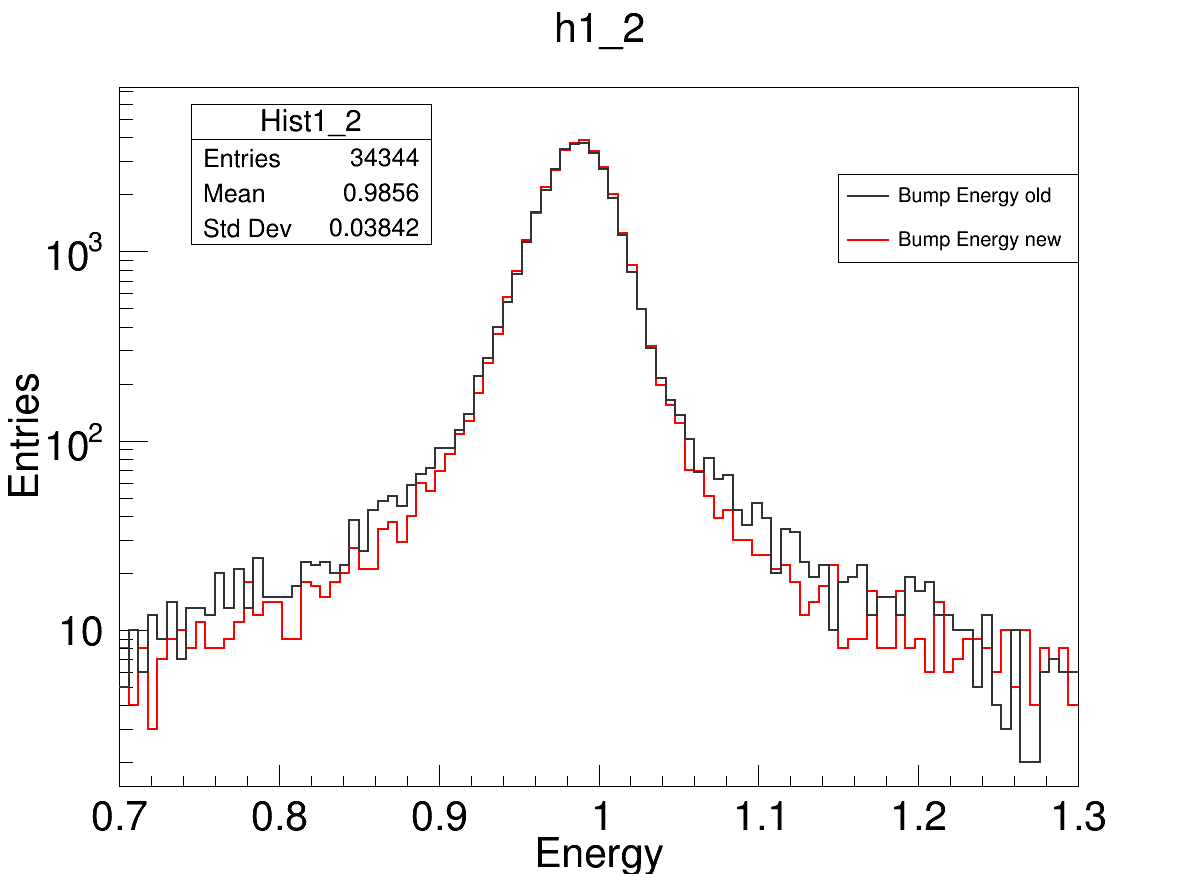 h1_2
Hist1_2
Entries 34344
Mean 0.9856
Std Dev 0.03842
Bump Energy old
Bump Energy new
10³
10²
10
Entries
0.7 0.8 0.9 1 1.1 1.2 1.3
Energy